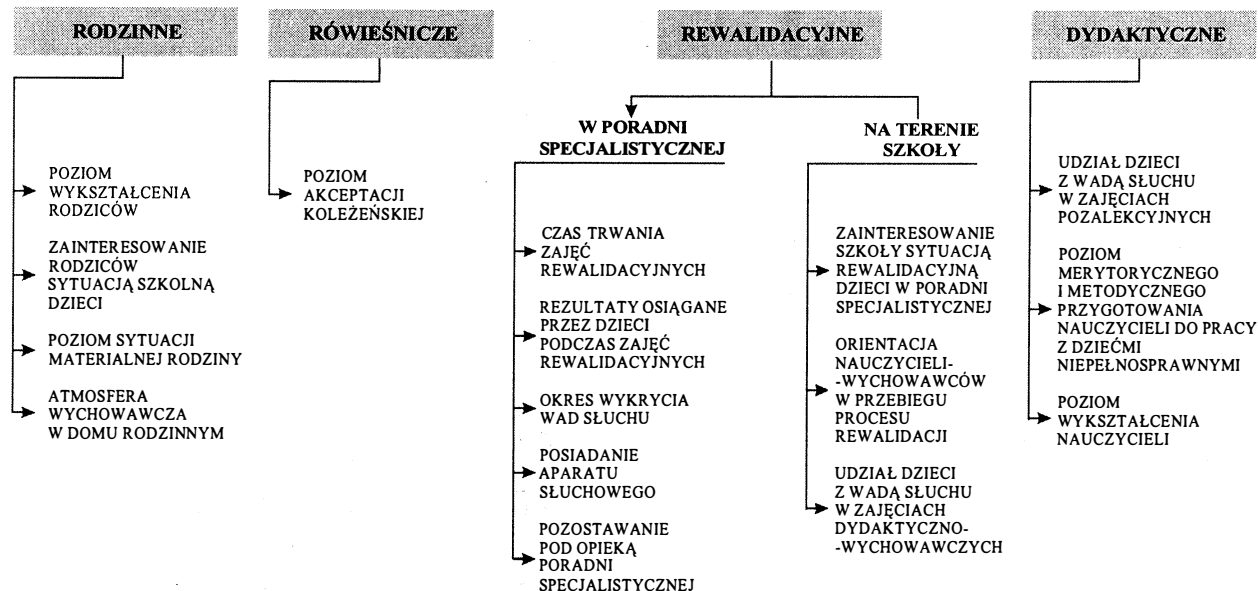 RODZINNE
POZIOM
WYKSZTAŁCENIA
RODZICÓW
ZAINTERESOWANIE
RODZICÓW
SYTUACJĄ SZKOLNĄ
DZIECI
POZIOM SYTUACJI
MATERIALNEJ RODZINY
ATMOSFERA
WYCHOWAWCZA
W DOMU RODZINNYM
RÓWIEŚNICZE
POZIOM
AKCEPTACJI
KOLEŻEŃSKIEJ
REWALIDACYJNE
W PORADNI
SPECJALISTYCZNEJ
CZAS TRWANIA
ZAJĘĆ
REWALIDACYJNYCH
REZULTATY OSIĄGANE
PRZEZ DZIECI
PODCZAS ZAJĘĆ
REWALIDACYJNYCH
OKRES WYKRYCIA
WAD SŁUCHU
POSIADANIE
APARATU
SŁUCHOWEGO
POZOSTAWANIE
POD OPIEKĄ
PORADNI
SPECJALISTYCZNEJ
NA TERENIE
SZKOŁY
ZAINTERESOWANIE
SZKOŁY SYTUACJĄ
REWALIDACYJNĄ
DZIECI W PORADNI
SPECJALISTYCZNEJ
ORIENTACJA
NAUCZYCIELI-
-WYCHOWAWCÓW
W PRZEBIEGU
PROCESU
REWALIDACJI
UDZIAŁ DZIECI
Z WADĄ SŁUCHU
W ZAJĘCIACH
DYDAKTYCZNO-
-WYCHOWAWCZYCH
DYDAKTYCZNE
UDZIAŁ DZIECI
Z WADĄ SŁUCHU
W ZAJĘCIACH
POZALEKCYJNYCH
POZIOM
MERYTORYCZNEGO
I METODYCZNEGO
PRZYGOTOWANIA
NAUCZYCIELI DO PRACY
Z DZIEĆMI
NIEPEŁNOSPRAWNYMI
POZIOM
WYKSZTAŁCENIA
NAUCZYCIELI